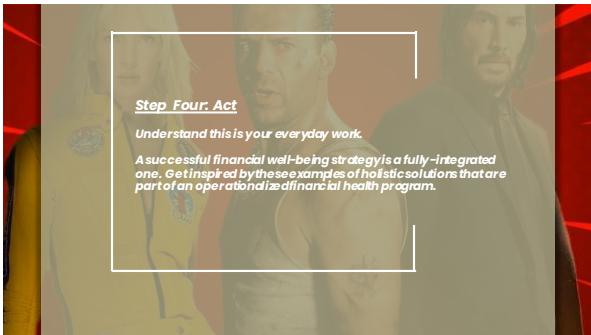 Step Four: Act
Understand this is your everyday work.
A successful financial well-being strategy is a fully-integrated
one. Get inspired by these examples of holistic solutions that are
part of an operationalized financial health program.